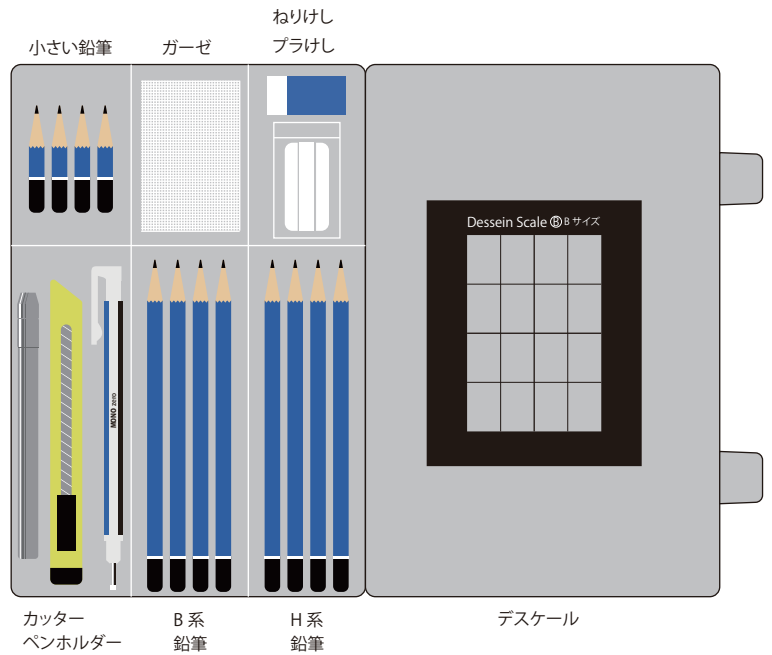 ねりけし
プラけし
小さい鉛筆
ガーゼ
Dessein Scale Ⓑ B サイズ
MONO zero
カッター
ペンホルダー
B 系
鉛筆
H 系
鉛筆
デスケール